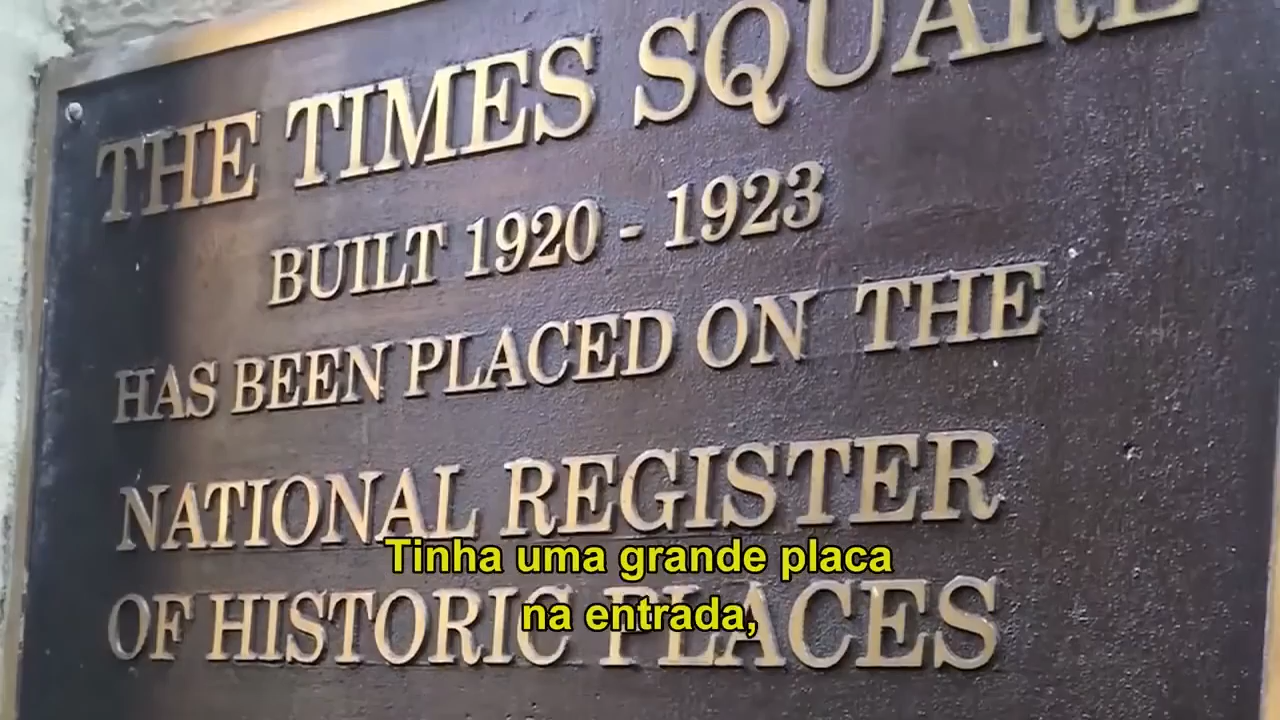 THE TIMES SQUARE
BUILT 1920 - 1923
HAS BEEN PLACED ON THE
NATIONAL REGISTER
OF HISTORIC PLACES
Tinha uma grande placa
na entrada,